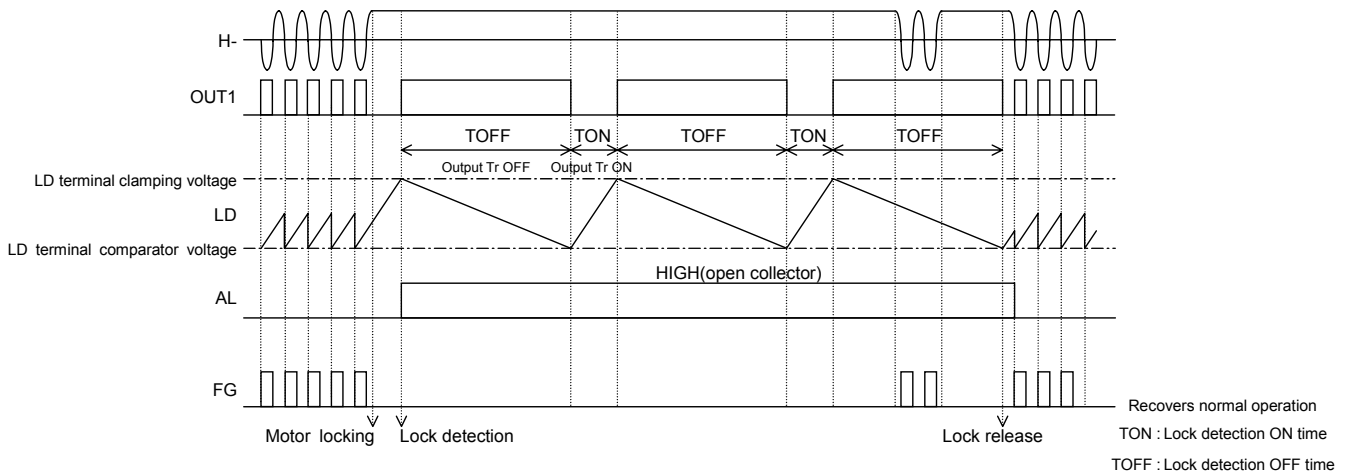 H-
OUT1
TOFF TON TOFF TON TOFF
Output Tr OFF Output Tr ON
LD terminal clamping voltage
LD
LD terminal comparator voltage
HIGH(open collector)
AL
FG
Recovers normal operation
Motor locking Lock detection Lock release
TON : Lock detection ON time
TOFF : Lock detection OFF time